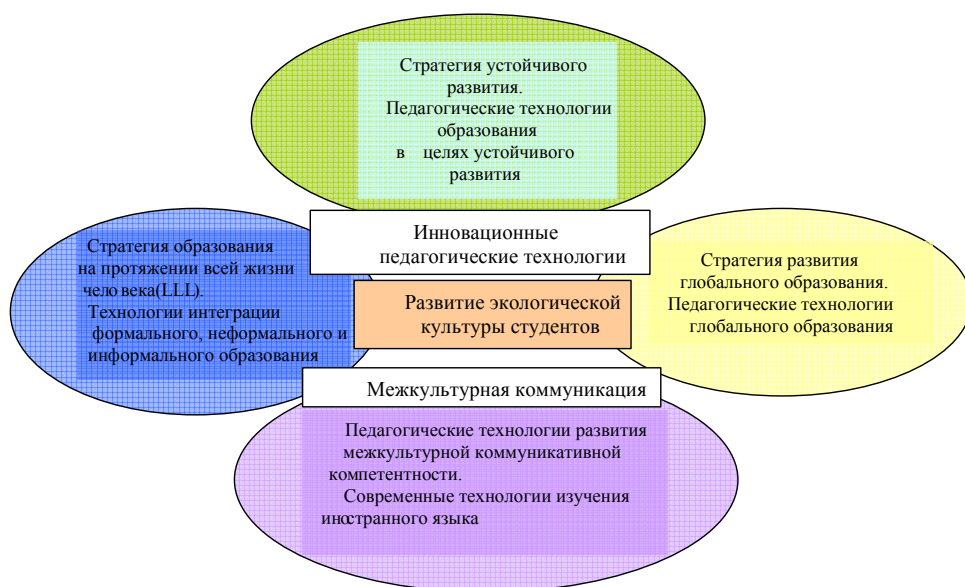 Стратегия устойчивого
развития.
Педагогические технологии
образования
в целях устойчивого
развития
Инновационные
педагогические технологии
Стратегия образования
на протяжении всей жизни
человека(LLL).
Технологии интеграции
формального, неформального и
информального образования
Развитие экологической
культуры студентов
Стратегия развития
глобального образования.
Педагогические технологии
глобального образования
Межкультурная коммуникация
Педагогические технологии развития
межкультурной коммуникативной
компетентности.
Современные технологии изучения
иностранного языка